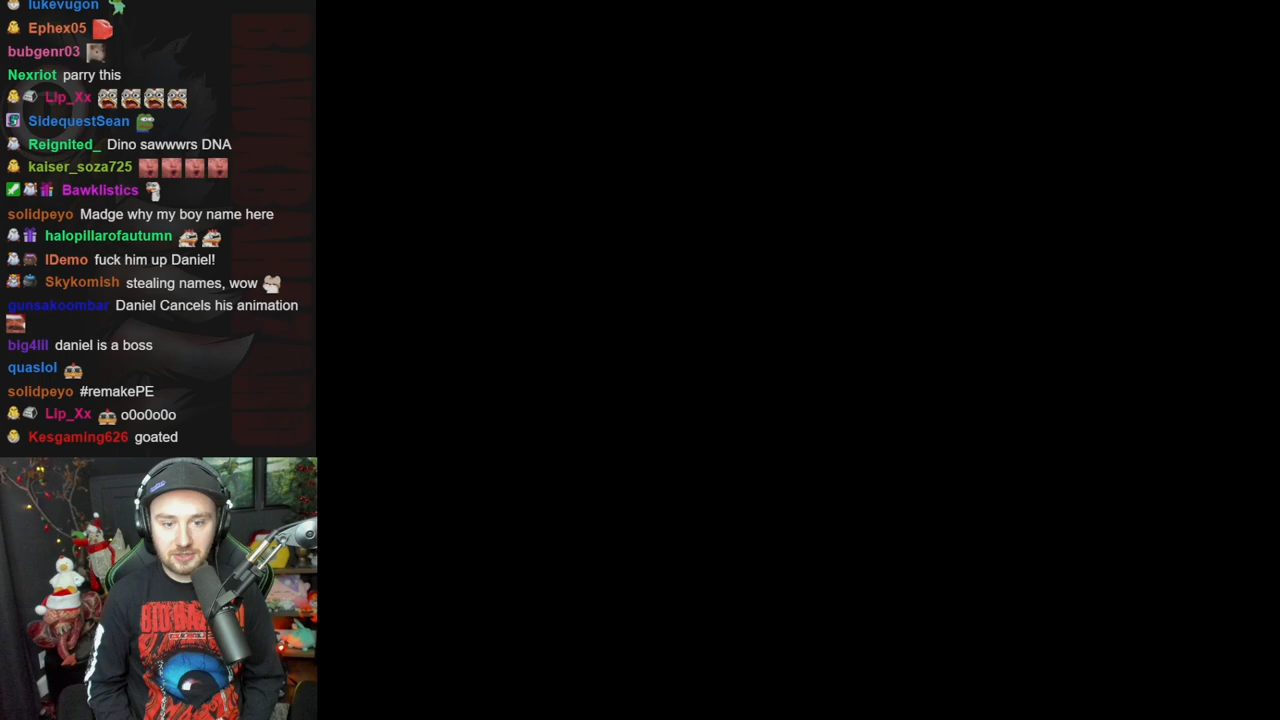 lukevugon
Ephex05
bubgenr03
Nexriot parry this
Lip_Xx
SidequestSean
Reignited_ Dino sawwwrs DNA
kaiser_soza725
Bawklistics
solidpeyo Madge why my boy name here
halopillarofautumn
IDemo fuck him up Daniel!
Skykomish stealing names, wow
gunsakoombar Daniel Cancels his animation
big4lll daniel is a boss
quaslol
solidpeyo #remakePE
Lip_Xx o0o0o0o
Kesgaming626 goated